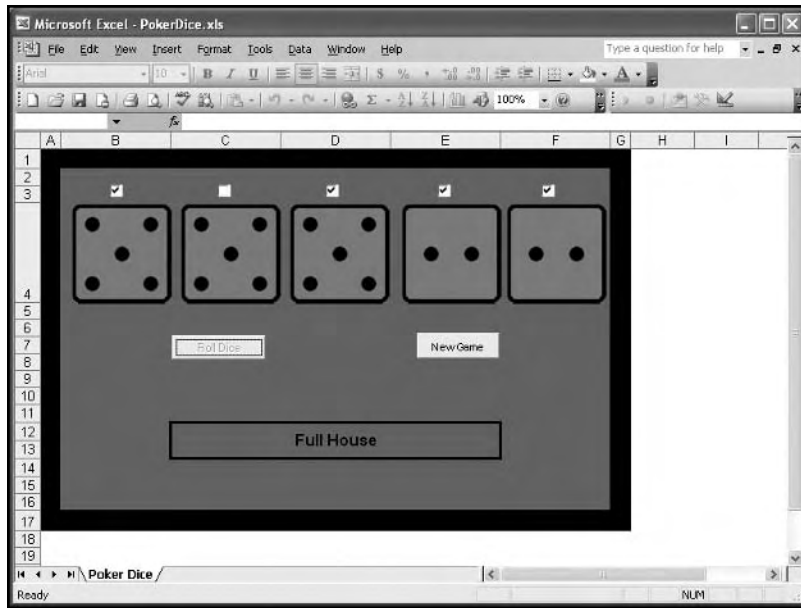 Microsoft Excel - PokerDice.xls
File Edit View Insert Format Tools Data Window Help Type a question for help
Arial 10 B I U $ % ,
Σ 100%
fx
A B C D E F G H I
1
2
3
4
5
6
7
Roll Dice New Game
8
9
10
11
12
Full House
13
14
15
16
17
18
19
Poker Dice
Ready NUM